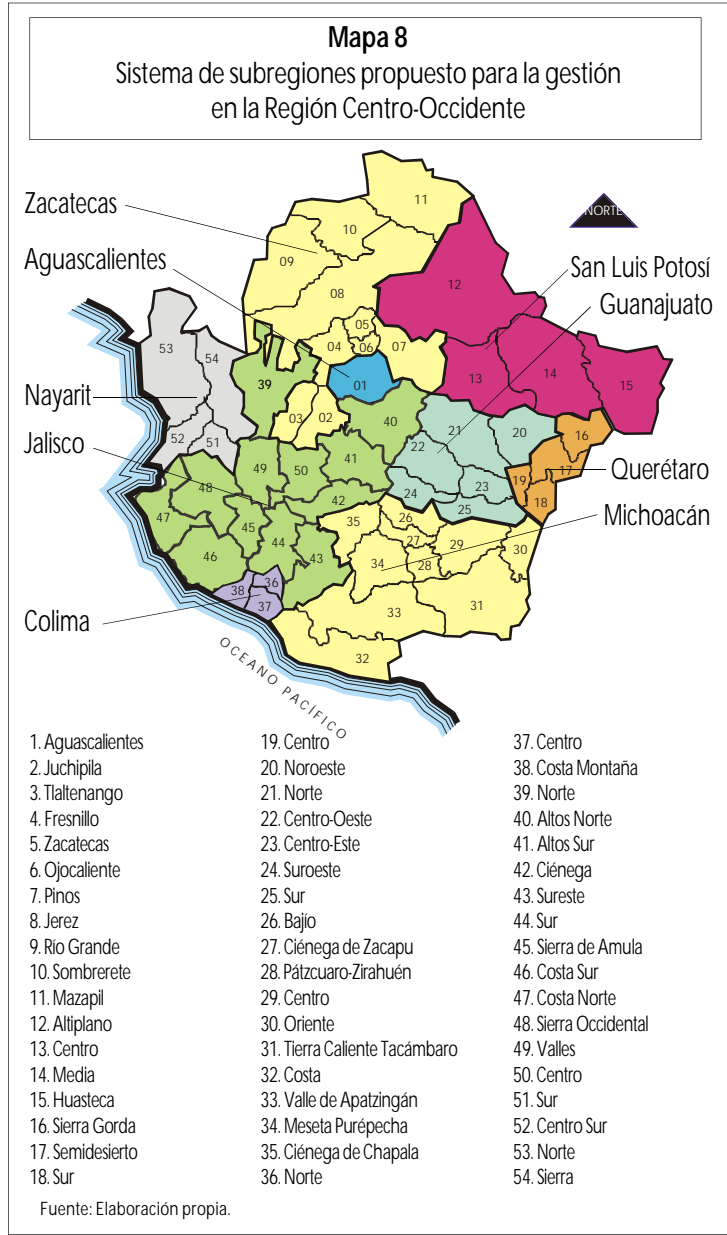 Mapa 8
Sistema de subregiones propuesto para la gestión
en la Región Centro-Occidente
Zacatecas
Aguascalientes
Nayarit
Jalisco
Colima
NORTE
San Luis Potosí
Guanajuato
Querétaro
Michoacán
11
10
09
08
12
05
04
06
07
01
13
14
15
53
54
39
03
02
40
21
20
16
52
51
22
17
41
49
50
19
23
48
24
18
42
25
47
45
35
26
27
29
30
46
44
43
34
28
36
38
37
33
31
32
OCEANO PACÍFICO
1. Aguascalientes
2. Juchipila
3. Tlaltenango
4. Fresnillo
5. Zacatecas
6. Ojocaliente
7. Pinos
8. Jerez
9. Río Grande
10. Sombrerete
11. Mazapil
12. Altiplano
13. Centro
14. Media
15. Huasteca
16. Sierra Gorda
17. Semidesierto
18. Sur
19. Centro
20. Noroeste
21. Norte
22. Centro-Oeste
23. Centro-Este
24. Suroeste
25. Sur
26. Bajío
27. Ciénega de Zacapu
28. Pátzcuaro-Zirahuén
29. Centro
30. Oriente
31. Tierra Caliente Tacámbaro
32. Costa
33. Valle de Apatzingán
34. Meseta Purépecha
35. Ciénega de Chapala
36. Norte
37. Centro
38. Costa Montaña
39. Norte
40. Altos Norte
41. Altos Sur
42. Ciénega
43. Sureste
44. Sur
45. Sierra de Amula
46. Costa Sur
47. Costa Norte
48. Sierra Occidental
49. Valles
50. Centro
51. Sur
52. Centro Sur
53. Norte
54. Sierra
Fuente: Elaboración propia.